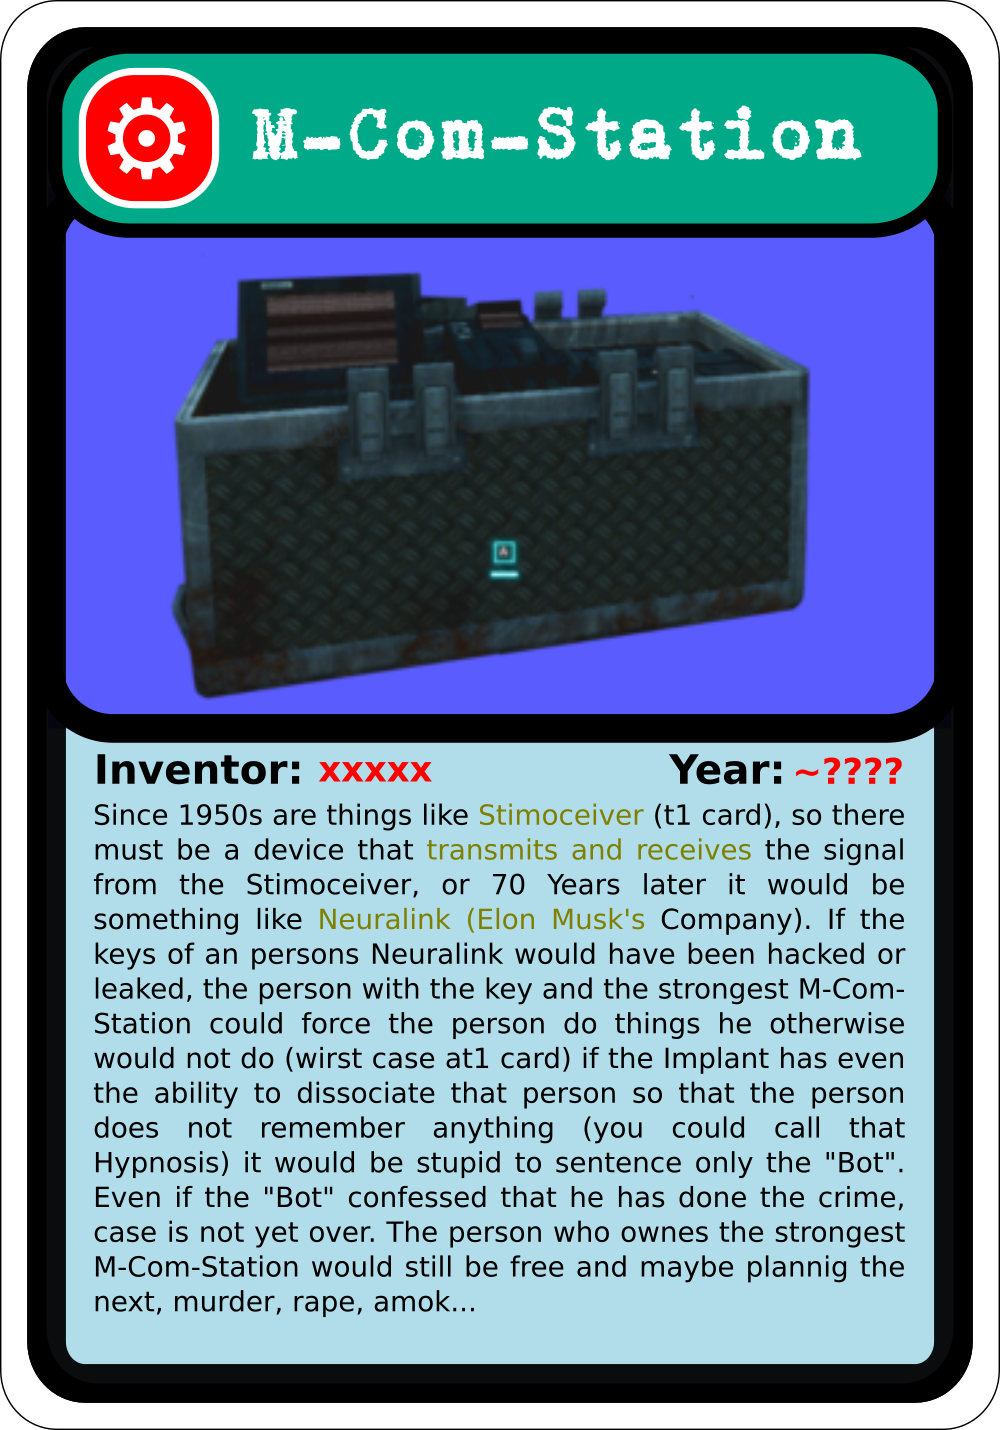 M-Com-Station
Inventor: xxxxx Year: ~????
Since 1950s are things like Stimoceiver (t1 card), so there
must be a device that transmits and receives the signal
from the Stimoceiver, or 70 Years later it would be
something like Neuralink (Elon Musk's Company). If the
keys of an persons Neuralink would have been hacked or
leaked, the person with the key and the strongest M-Com-
Station could force the person do things he otherwise
would not do (wirst case at1 card) if the Implant has even
the ability to dissociate that person so that the person
does not remember anything (you could call that
Hypnosis) it would be stupid to sentence only the "Bot".
Even if the "Bot" confessed that he has done the crime,
case is not yet over. The person who ownes the strongest
M-Com-Station would still be free and maybe plannig the
next, murder, rape, amok...